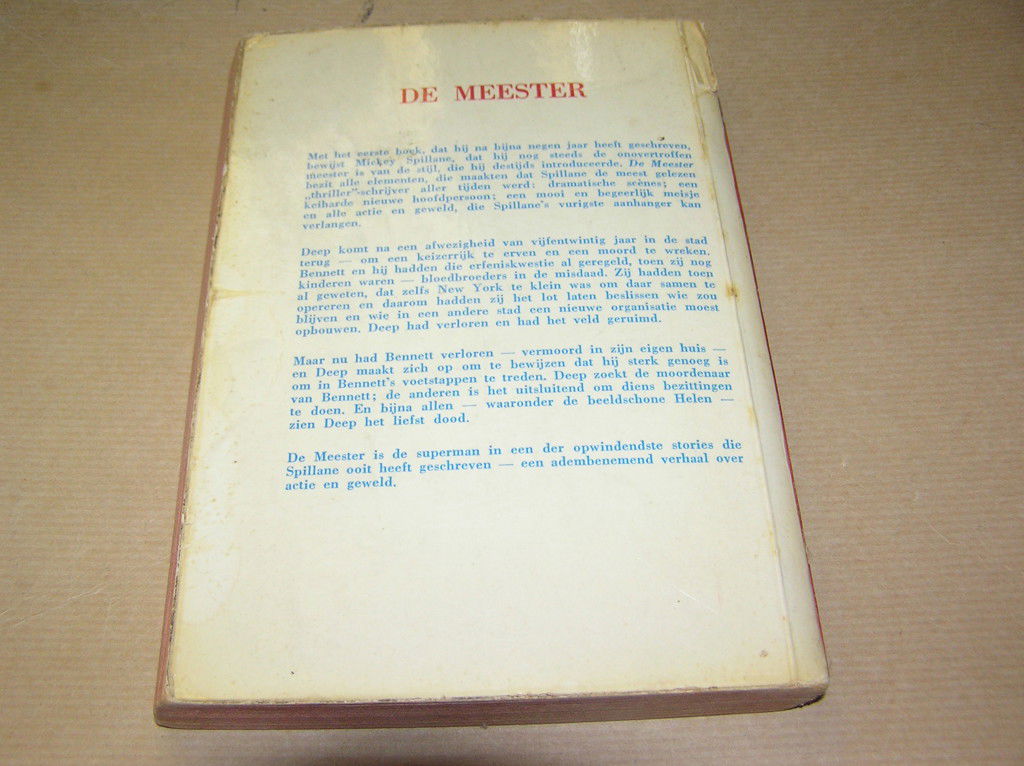 DE MEESTER
Met het eerste boek, dat hij na bijna negen jaar heeft geschreven,
bewijst Mickey Spillane, dat hij nog steeds de onovertroffen
meester is van de stijl, die hij destijds introduceerde. De Meester
bezit alle elementen, die maakten dat Spillane de meest gelezen
„thriller”-schrijver aller tijden werd: dramatische scènes; een
keiharde nieuwe hoofdpersoon; een mooi en begeerlijk meisje
en alle actie en geweld, die Spillane's vurigste aanhanger kan
verlangen.
Deep komt na een afwezigheid van vijfentwintig jaar in de stad
terug — om een keizerrijk te erven en een moord te wreken.
Bennett en hij hadden die erfeniskwestie al geregeld, toen zij nog
kinderen waren — bloedbroeders in de misdaad. Zij hadden toen
al geweten, dat zelfs New York te klein was om daar samen te
opereren en daarom hadden zij het lot laten beslissen wie zou
blijven en wie in een andere stad een nieuwe organisatie moest
opbouwen. Deep had verloren en had het veld geruimd.
Maar nu had Bennett verloren — vermoord in zijn eigen huis —
en Deep maakt zich op om te bewijzen dat hij sterk genoeg is
om in Bennett's voetstappen te treden. Deep zoekt de moordenaar
van Bennett; de anderen is het uitsluitend om diens bezittingen
te doen. En bijna allen — waaronder de beeldschone Helen —
zien Deep het liefst dood.
De Meester is de superman in een der opwindendste stories die
Spillane ooit heeft geschreven — een adembenemend verhaal over
actie en geweld.